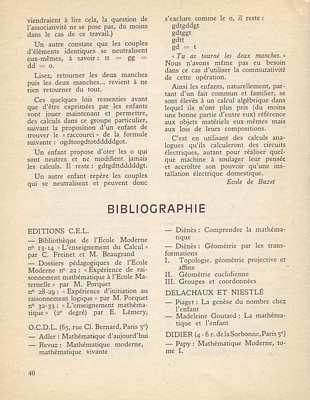 viendraient à lire cela, la question de
l'associativité ne se pose pas, du moins
dans le cas de ce travail.)
Un autre constate que les couples
d'éléments identiques se neutralisent
eux-mêmes, à savoir : tt = gg =
dd = o.
Lisez, retourner les deux manches
puis les deux manches... revient à ne
rien retourner du tout !
Ces quelques lois ressenties avant
que d'être exprimées par les enfants
vont jouer maintenant et permettre,
des calculs dans ce groupe particulier,
suivant la proposition d'un enfant de
trouver le « raccourci » de la formule
suivante : ogdtoogdtotdddddgot.
Un enfant propose d'ôter les o qui
sont neutres et ne modifient jamais
les calculs. Il reste : gdtgdttdddddgt.
Un autre enfant repère les couples
qui se neutralisent et peuvent donc
s'exclure comme le o, il reste :
gdtgddgt
gdtggt
gdtt
gd = t
« Tu as tourné les deux manches. »
Nous n'avons même pas eu besoin
dans ce cas d'utiliser la commutativité
de cette opération.
Ainsi les enfants, naturellement, par-
tant d'un fait commun et familier, se
sont élevés à un calcul algébrique dans
lequel ils n'ont plus pris (du moins
une bonne partie d'entre eux) référence
aux objets matériels eux-mêmes mais
aux lois de leurs compositions.
C'est en utilisant des calculs ana-
logues qu'ils calculeront des circuits
électriques, autant pour réaliser quel-
que machine à soulager leur pensée
et accroître son pouvoir qu'une ins-
tallation électrique domestique.
Ecole de Buzet
BIBLIOGRAPHIE
EDITIONS C.E.L.
— Bibliothèque de l'Ecole Moderne
nº 13-14 « L'enseignement du Calcul »
par C. Freinet et M. Beaugrand
— Dossiers pédagogiques de l'Ecole
Moderne nº 22 : « Expérience de rai-
sonnement mathématique à l'Ecole Ma-
ternelle » par M. Porquet
nº 28-29 : « Expérience d'initiation au
raisonnement logique » par M. Porquet
nº 32-33 : « L'enseignement mathéma-
tique » (2e degré) par E. Lémery,
O.C.D.L. (65, rue Cl. Bernard, Paris 5e)
— Adler : Mathématique d'aujourd'hui
— Revuz : Mathématique moderne,
mathématique vivante
— Diénès : Comprendre la mathéma-
tique
— Diénès : Géométrie par les trans-
formations
I. Topologie, géométrie projective et
affine
II. Géométrie euclidienne
III. Groupes et coordonnées
DELACHAUX ET NIESTLÉ
— Piaget : La genèse du nombre chez
l'enfant
— Madeleine Goutard : La mathéma-
tique et l'enfant
DIDIER (4-6 r. de la Sorbonne, Paris 5e)
— Papy : Mathématique Moderne, to-
me I.
40